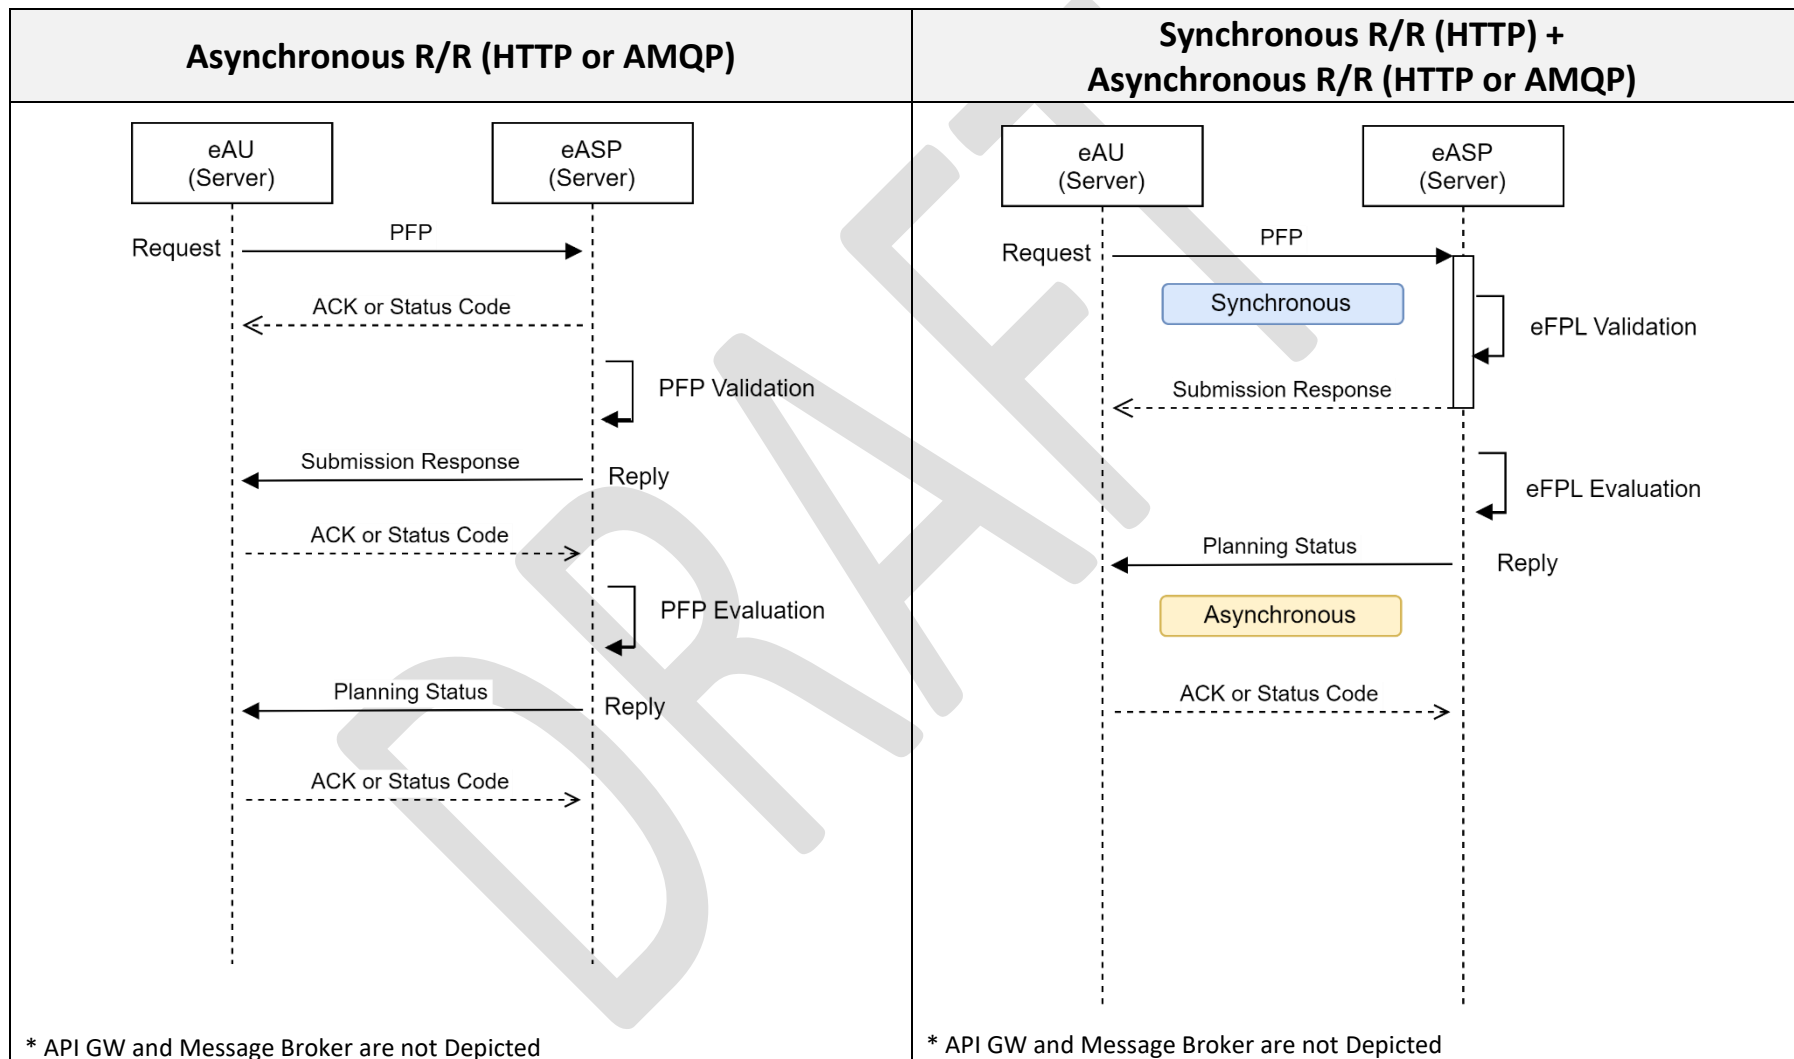 Asynchronous R/R (HTTP or AMQP)
eAU
(Server)
eASP
(Server)
Request
PFP
ACK or Status Code
PFP Validation
Submission Response
Reply
ACK or Status Code
PFP Evaluation
Planning Status
Reply
ACK or Status Code
* API GW and Message Broker are not Depicted
Synchronous R/R (HTTP) +
Asynchronous R/R (HTTP or AMQP)
eAU
(Server)
eASP
(Server)
Request
PFP
Synchronous
eFPL Validation
Submission Response
eFPL Evaluation
Planning Status
Reply
Asynchronous
ACK or Status Code
* API GW and Message Broker are not Depicted
DRAFT